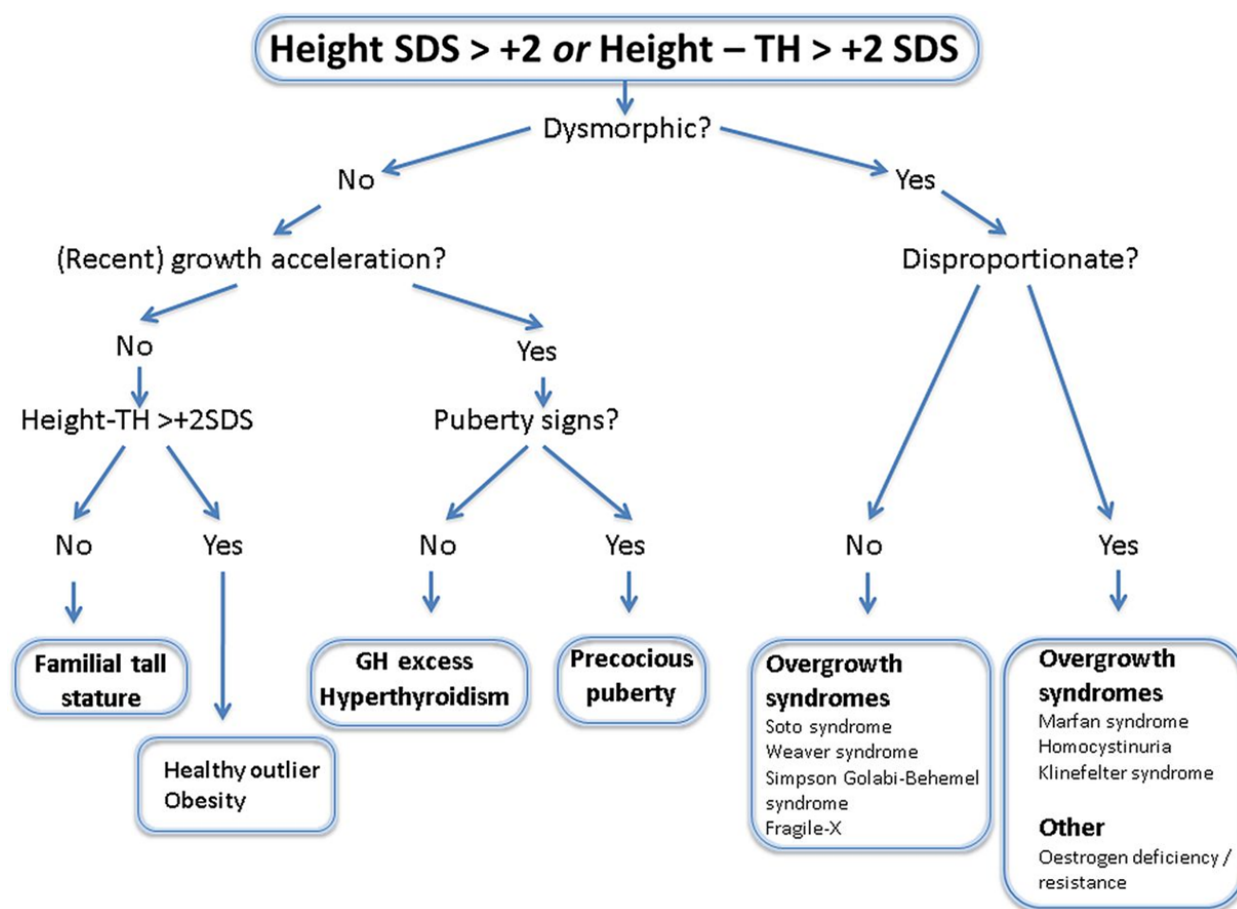 Height SDS > +2 or Height – TH > +2 SDS
Dysmorphic?
No
Yes
(Recent) growth acceleration?
Disproportionate?
No
Yes
Height-TH >+2SDS
Puberty signs?
No
Yes
No
Yes
No
Yes
Familial tall
stature
GH excess
Hyperthyroidism
Precocious
puberty
Healthy outlier
Obesity
Overgrowth
syndromes
Soto syndrome
Weaver syndrome
Simpson Golabi-Behemel
syndrome
Fragile-X
Overgrowth
syndromes
Marfan syndrome
Homocystinuria
Klinefelter syndrome
Other
Oestrogen deficiency /
resistance